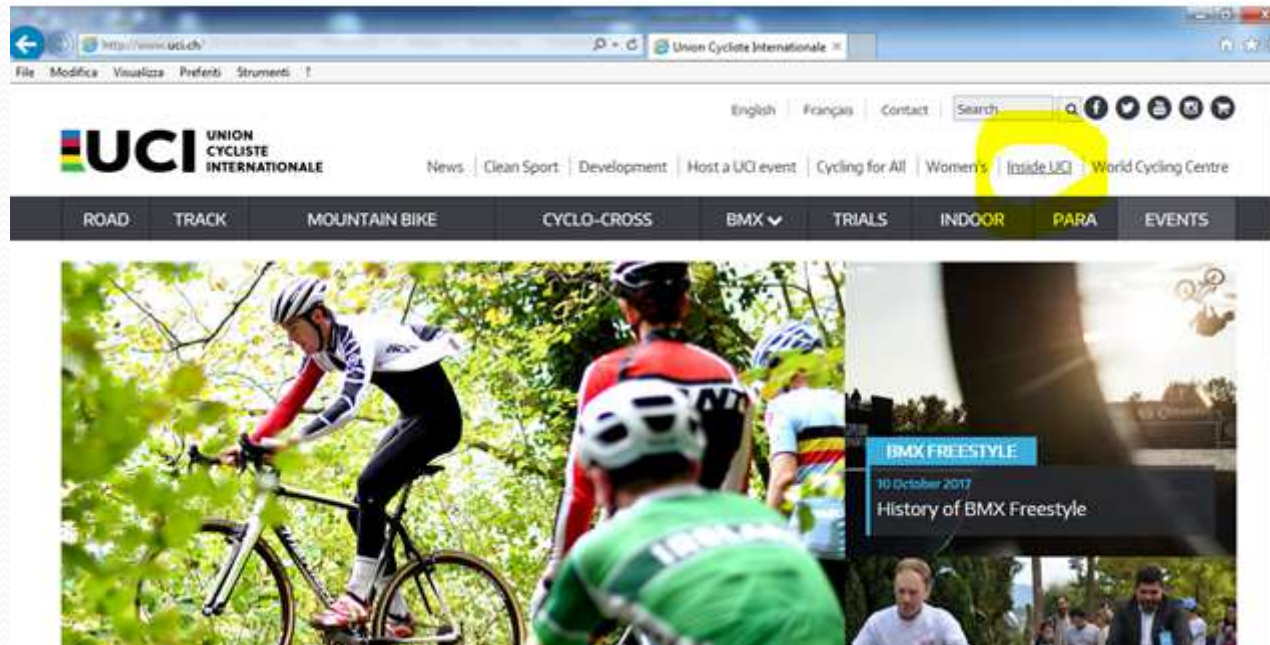 http://www.uci.ch/
Union Cycliste Internationale
File Modifica Visualizza Preferiti Strumenti ?
English Français Contact Search
UCI UNION CYCLISTE INTERNATIONALE
News Clean Sport Development Host a UCI event Cycling for All Women's Inside UCI World Cycling Centre
ROAD TRACK MOUNTAIN BIKE CYCLO-CROSS BMX TRIALS INDOOR PARA EVENTS
BMX FREESTYLE
10 October 2017
History of BMX Freestyle
IRELAND